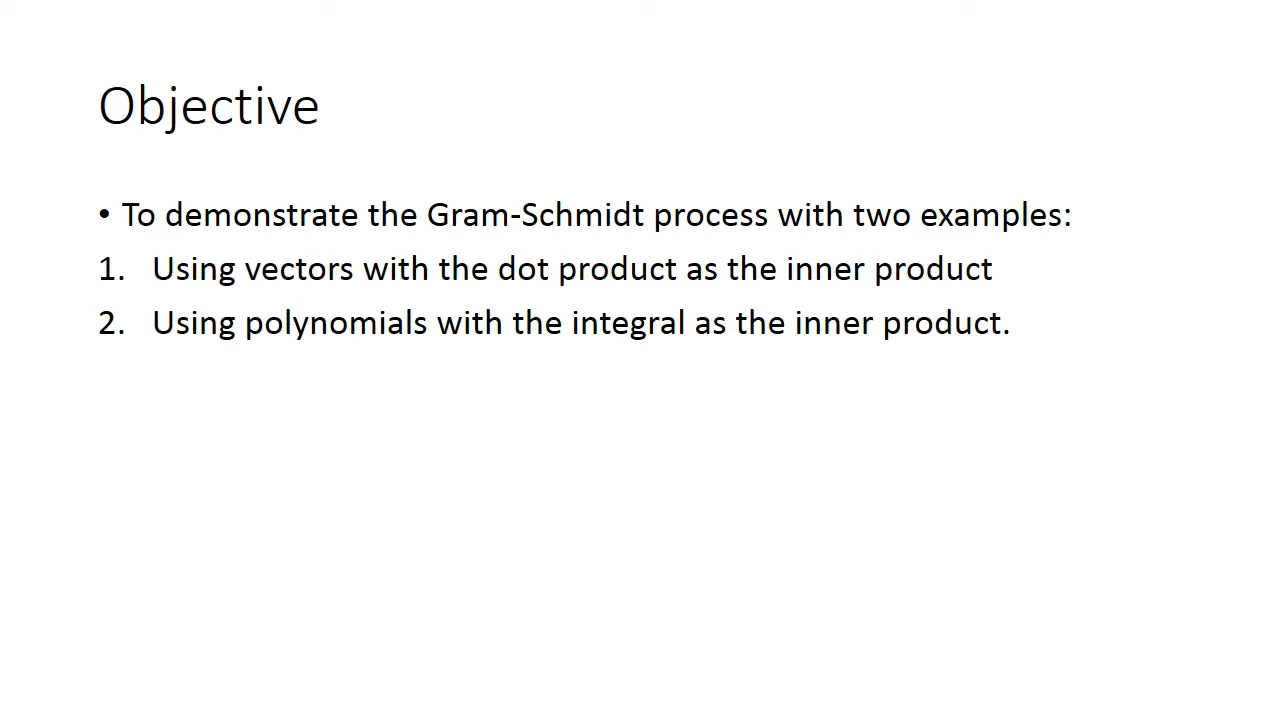 Objective
• To demonstrate the Gram-Schmidt process with two examples:
1. Using vectors with the dot product as the inner product
2. Using polynomials with the integral as the inner product.